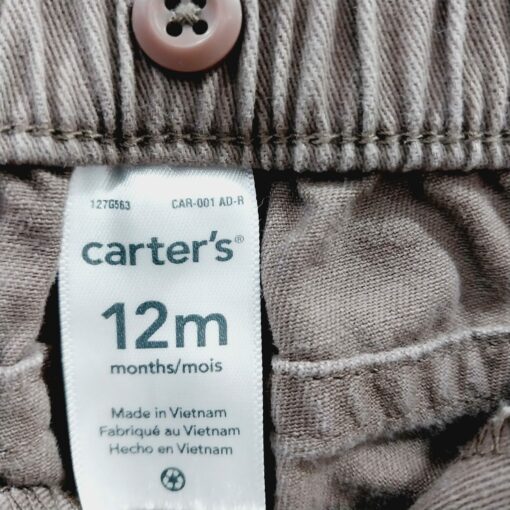 127G563 CAR-001 AD-R
carter's®
12m
months/mois
Made in Vietnam
Fabriqué au Vietnam
Hecho en Vietnam